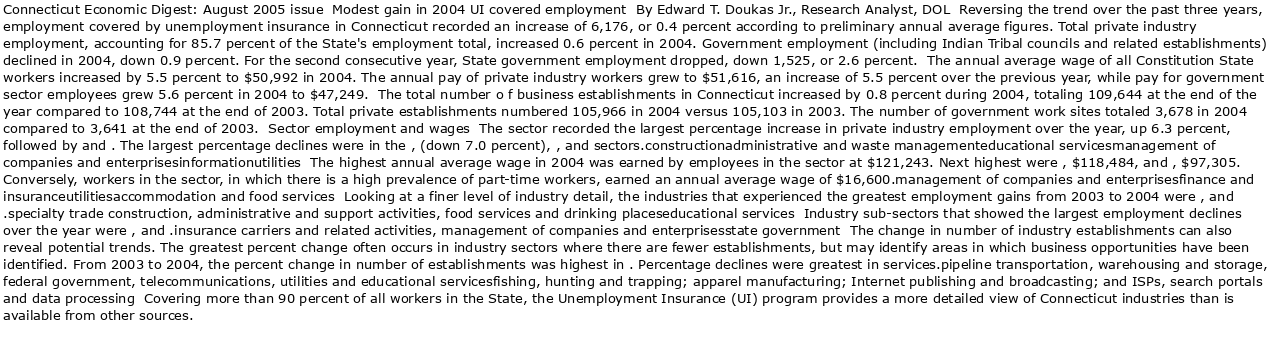 Connecticut Economic Digest: August 2005 issue  Modest gain in 2004 UI covered employment  By Edward T. Doukas Jr., Research Analyst, DOL  Reversing the trend over the past three years,
employment covered by unemployment insurance in Connecticut recorded an increase of 6,176, or 0.4 percent according to preliminary annual average figures. Total private industry
employment, accounting for 85.7 percent of the State's employment total, increased 0.6 percent in 2004. Government employment (including Indian Tribal councils and related establishments)
declined in 2004, down 0.9 percent. For the second consecutive year, State government employment dropped, down 1,525, or 2.6 percent.  The annual average wage of all Constitution State
workers increased by 5.5 percent to $50,992 in 2004. The annual pay of private industry workers grew to $51,616, an increase of 5.5 percent over the previous year, while pay for government
sector employees grew 5.6 percent in 2004 to $47,249.  The total number o f business establishments in Connecticut increased by 0.8 percent during 2004, totaling 109,644 at the end of the
year compared to 108,744 at the end of 2003. Total private establishments numbered 105,966 in 2004 versus 105,103 in 2003. The number of government work sites totaled 3,678 in 2004
compared to 3,641 at the end of 2003.  Sector employment and wages  The sector recorded the largest percentage increase in private industry employment over the year, up 6.3 percent,
followed by and . The largest percentage declines were in the , (down 7.0 percent), , and sectors.constructionadministrative and waste managementeducational servicesmanagement of
companies and enterprisesinformationutilities  The highest annual average wage in 2004 was earned by employees in the sector at $121,243. Next highest were , $118,484, and , $97,305.
Conversely, workers in the sector, in which there is a high prevalence of part-time workers, earned an annual average wage of $16,600.management of companies and enterprisesfinance and
insuranceutilitiesaccommodation and food services  Looking at a finer level of industry detail, the industries that experienced the greatest employment gains from 2003 to 2004 were , and
.specialty trade construction, administrative and support activities, food services and drinking placeseducational services  Industry sub-sectors that showed the largest employment declines
over the year were , and .insurance carriers and related activities, management of companies and enterprisesstate government  The change in number of industry establishments can also
reveal potential trends. The greatest percent change often occurs in industry sectors where there are fewer establishments, but may identify areas in which business opportunities have been
identified. From 2003 to 2004, the percent change in number of establishments was highest in . Percentage declines were greatest in services.pipeline transportation, warehousing and storage,
federal government, telecommunications, utilities and educational servicesfishing, hunting and trapping; apparel manufacturing; Internet publishing and broadcasting; and ISPs, search portals
and data processing  Covering more than 90 percent of all workers in the State, the Unemployment Insurance (UI) program provides a more detailed view of Connecticut industries than is
available from other sources.